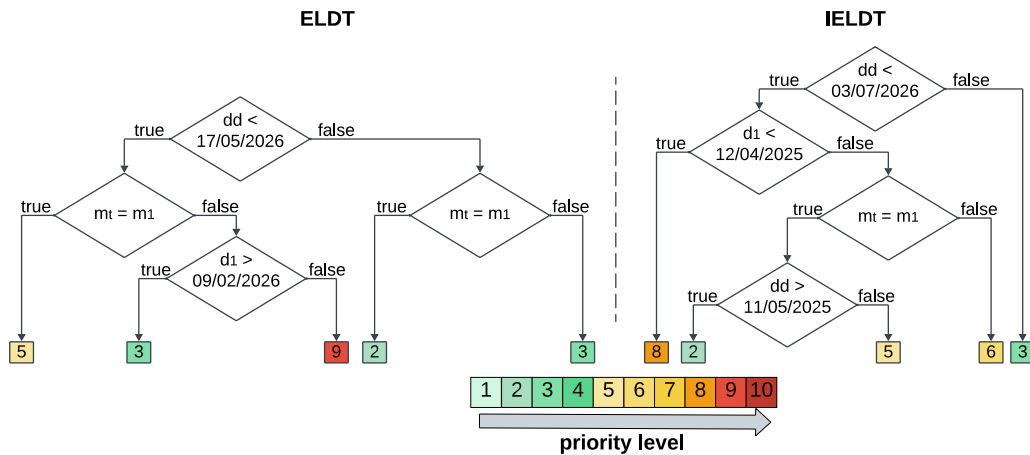 ELDT
IELDT
dd <
17/05/2026
true
false
mt = m1
true
false
d1 >
09/02/2026
true
false
mt = m1
true
false
5
3
9
2
3
dd <
03/07/2026
true
false
d1 <
12/04/2025
true
false
mt = m1
true
false
dd >
11/05/2025
true
false
8
2
5
6
3
1 2 3 4 5 6 7 8 9 10
priority level